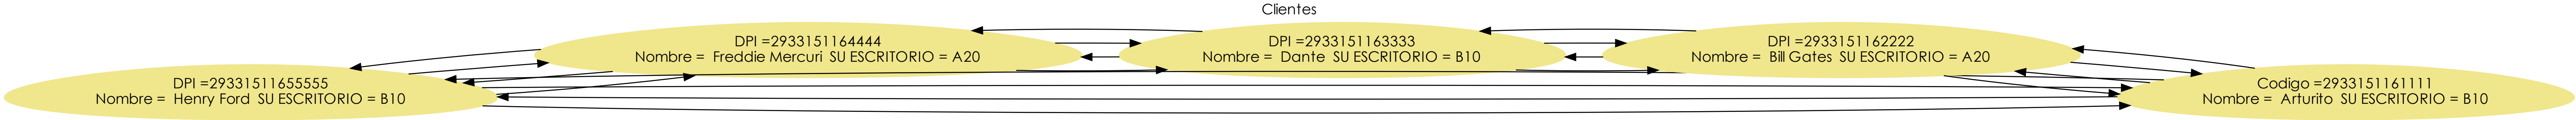 Clientes
DPI =29331511655555
Nombre =  Henry Ford  SU ESCRITORIO = B10
DPI =2933151164444
Nombre =  Freddie Mercuri  SU ESCRITORIO = A20
DPI =2933151163333
Nombre =  Dante  SU ESCRITORIO = B10
DPI =2933151162222
Nombre =  Bill Gates  SU ESCRITORIO = A20
Codigo =2933151161111
Nombre =  Arturito  SU ESCRITORIO = B10